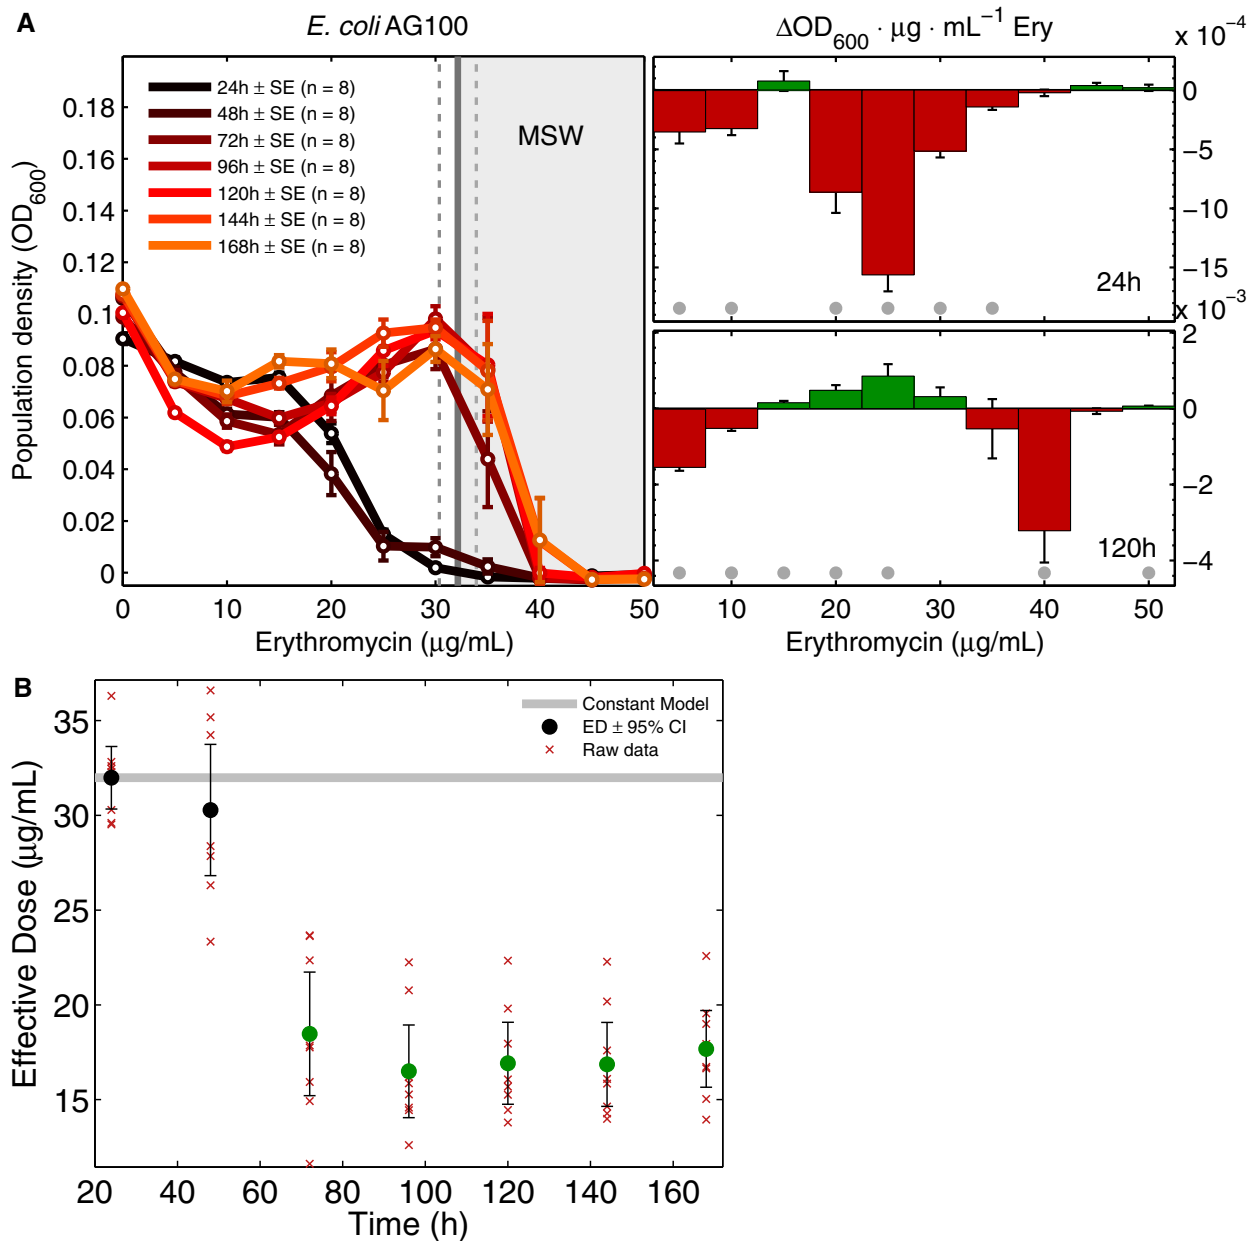 A
E. coli AG100
ΔOD600 · μg · mL−1 Ery
x 10−4
24h ± SE (n = 8)
48h ± SE (n = 8)
72h ± SE (n = 8)
96h ± SE (n = 8)
120h ± SE (n = 8)
144h ± SE (n = 8)
168h ± SE (n = 8)
MSW
Population density (OD600)
0.18
0.16
0.14
0.12
0.1
0.08
0.06
0.04
0.02
0
0 10 20 30 40 50
Erythromycin (μg/mL)
0
−5
−10
−15
24h
x 10−3
2
0
−2
−4
120h
10 20 30 40 50
Erythromycin (μg/mL)
B
Constant Model
ED ± 95% CI
Raw data
Effective Dose (μg/mL)
35
30
25
20
15
20 40 60 80 100 120 140 160
Time (h)